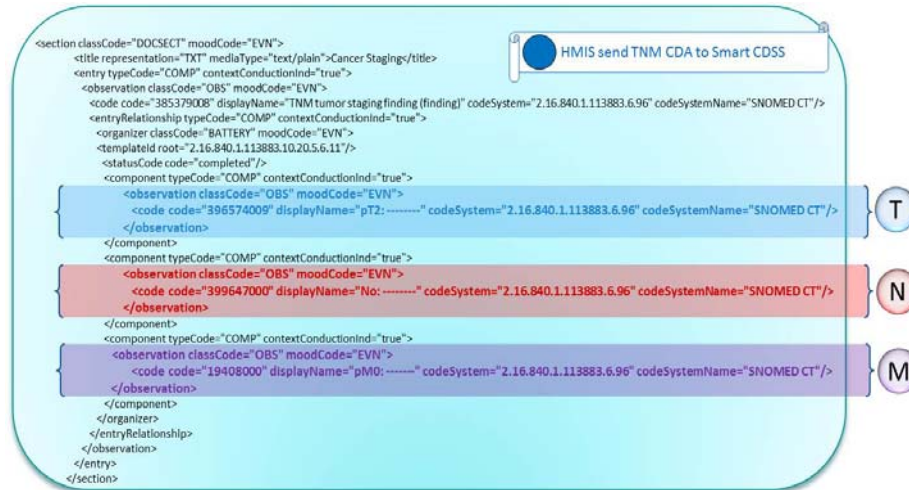 HMIS send TNM CDA to Smart CDSS
<section classCode="DOCSECT" moodCode="EVN">
<title representation="TXT" mediaType="text/plain">Cancer Staging</title>
<entry typeCode="COMP" contextConductionInd="true">
<observation classCode="OBS" moodCode="EVN">
<code code="385379008" displayName="TNM tumor staging finding (finding)" codeSystem="2.16.840.1.113883.6.96" codeSystemName="SNOMED CT"/>
<entryRelationship typeCode="COMP" contextConductionInd="true">
<organizer classCode="BATTERY" moodCode="EVN">
<templateId root="2.16.840.1.113883.10.20.5.6.11"/>
<statusCode code="completed"/>
<component typeCode="COMP" contextConductionInd="true">
<observation classCode="OBS" moodCode="EVN">
<code code="396574009" displayName="pT2: --------" codeSystem="2.16.840.1.113883.6.96" codeSystemName="SNOMED CT"/>
</observation>
T
</component>
<component typeCode="COMP" contextConductionInd="true">
<observation classCode="OBS" moodCode="EVN">
<code code="399647000" displayName="No: --------" codeSystem="2.16.840.1.113883.6.96" codeSystemName="SNOMED CT"/>
</observation>
N
</component>
<component typeCode="COMP" contextConductionInd="true">
<observation classCode="OBS" moodCode="EVN">
<code code="19408000" displayName="pM0: -------" codeSystem="2.16.840.1.113883.6.96" codeSystemName="SNOMED CT"/>
</observation>
M
</component>
</organizer>
</entryRelationship>
</observation>
</entry>
</section>